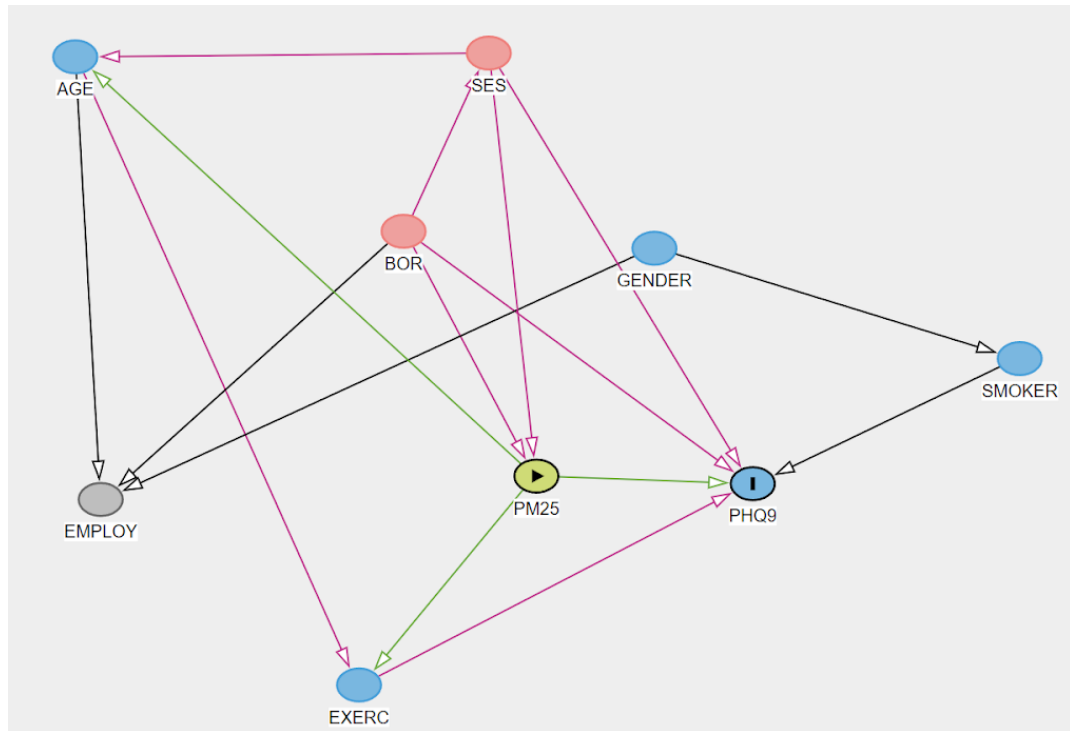 AGE
SES
BOR
GENDER
SMOKER
EMPLOY
PM25
PHQ9
EXERC